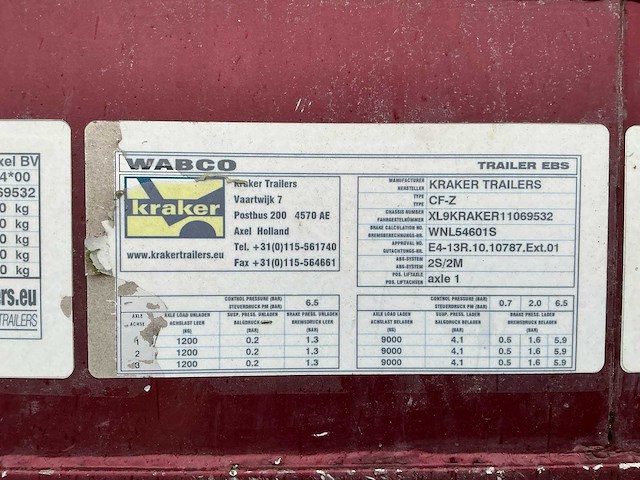 kel BV
4*00
69532
0 kg
0 kg
0 kg
0 kg
0 kg
rs.eu
TRAILERS
WABCO TRAILER EBS
kraker
www.krakertrailers.eu
Kraker Trailers
Vaartwijk 7
Postbus 200 4570 AE
Axel Holland
Tel. +31(0)115-561740
Fax +31(0)115-564661
MANUFACTURER HERSTELLER KRAKER TRAILERS
TYPE TYP CF-Z
CHASSIS NUMBER FAHRGESTELLNUMMER XL9KRAKER11069532
BRAKE CALCULATION NO. BREMSBERECHNUNGS-NR. WNL54601S
APPROVAL NO. GUTACHTUNGS-NR. E4-13R.10.10787.Ext.01
ABS-SYSTEM ABS-SYSTEM 2S/2M
POS. LIFTAXLE POS. LIFTACHSE axle 1
CONTROL PRESSURE (BAR) STEUERDRUCK PM (BAR) 6.5
AXLE ACHSE AXLE LOAD UNLADEN ACHSLAST LEER (KG) SUSP. PRESS. UNLADEN BALGDRUCK LEER (BAR) BRAKE PRESS. UNLADEN BREMSDRUCK LEER (BAR)
1 1200 0.2 1.3
2 1200 0.2 1.3
3 1200 0.2 1.3
CONTROL PRESSURE (BAR) STEUERDRUCK PM (BAR) 0.7 2.0 6.5
AXLE LOAD LADEN ACHSLAST BELADEN (KG) SUSP. PRESS. LADEN BALGDRUCK BELADEN (BAR) BRAKE PRESS. LADEN BREMSDRUCK BELADEN (BAR)
9000 4.1 0.5 1.6 5.9
9000 4.1 0.5 1.6 5.9
9000 4.1 0.5 1.6 5.9